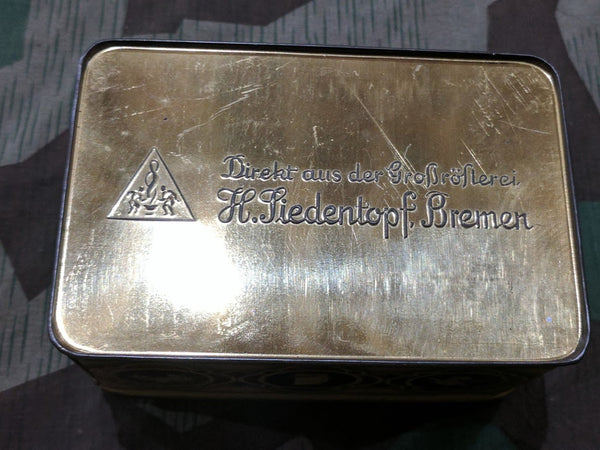 Direkt aus der Großrösterei
H. Siedentopf, Bremen